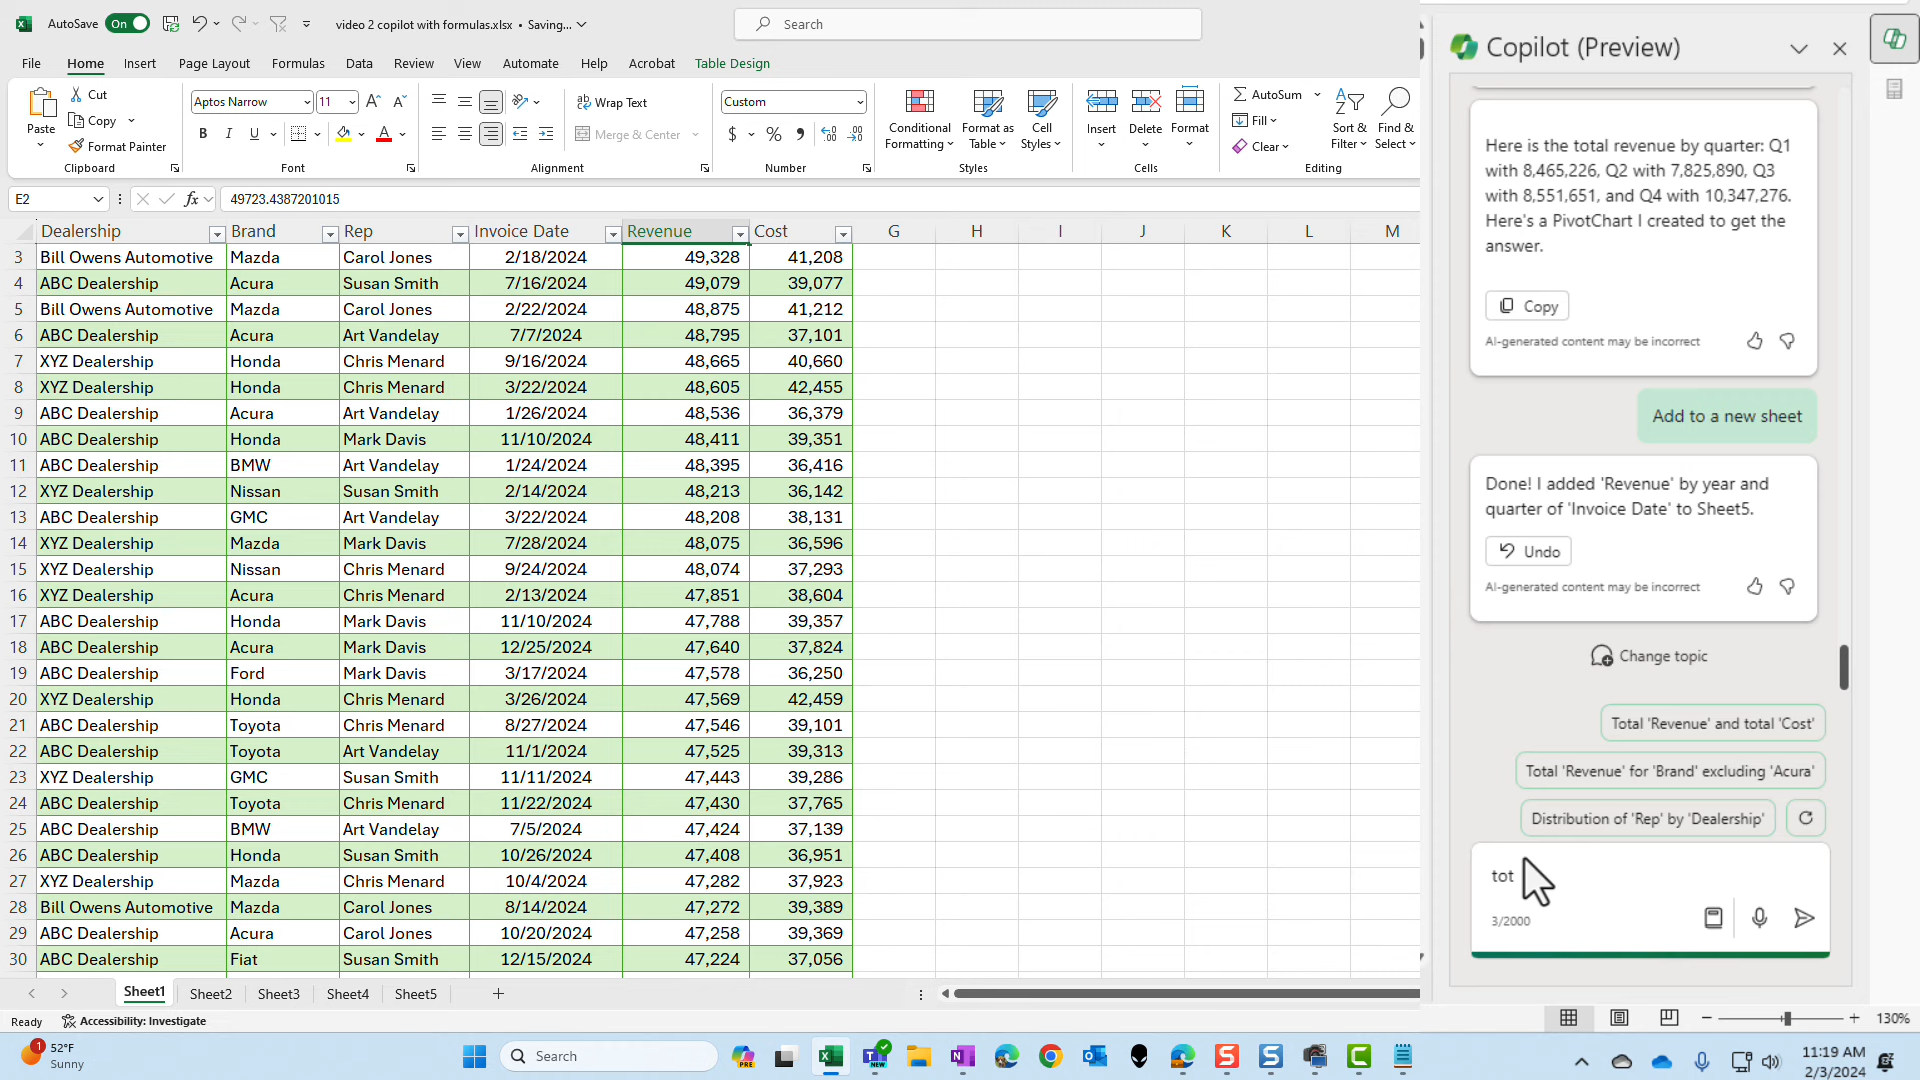 AutoSave On video 2 copilot with formulas.xlsx • Saving... Search
File Home Insert Page Layout Formulas Data Review View Automate Help Acrobat Table Design
Paste Cut Copy Format Painter Clipboard
Aptos Narrow 11 B I U A Font
Wrap Text Merge & Center Alignment
Custom $ % Number
Conditional Formatting Format as Table Cell Styles Styles
Insert Delete Format Cells
AutoSum Fill Clear Sort & Filter Find & Select Editing
E2 fx 49723.4387201015
Dealership Brand Rep Invoice Date Revenue Cost G H I J K L M
3 Bill Owens Automotive Mazda Carol Jones 2/18/2024 49,328 41,208
4 ABC Dealership Acura Susan Smith 7/16/2024 49,079 39,077
5 Bill Owens Automotive Mazda Carol Jones 2/22/2024 48,875 41,212
6 ABC Dealership Acura Art Vandelay 7/7/2024 48,795 37,101
7 XYZ Dealership Honda Chris Menard 9/16/2024 48,665 40,660
8 XYZ Dealership Honda Chris Menard 3/22/2024 48,605 42,455
9 ABC Dealership Acura Art Vandelay 1/26/2024 48,536 36,379
10 ABC Dealership Honda Mark Davis 11/10/2024 48,411 39,351
11 ABC Dealership BMW Art Vandelay 1/24/2024 48,395 36,416
12 XYZ Dealership Nissan Susan Smith 2/14/2024 48,213 36,142
13 ABC Dealership GMC Art Vandelay 3/22/2024 48,208 38,131
14 XYZ Dealership Mazda Mark Davis 7/28/2024 48,075 36,596
15 XYZ Dealership Nissan Chris Menard 9/24/2024 48,074 37,293
16 XYZ Dealership Acura Chris Menard 2/13/2024 47,851 38,604
17 ABC Dealership Honda Mark Davis 11/10/2024 47,788 39,357
18 ABC Dealership Acura Mark Davis 12/25/2024 47,640 37,824
19 ABC Dealership Ford Mark Davis 3/17/2024 47,578 36,250
20 XYZ Dealership Honda Chris Menard 3/26/2024 47,569 42,459
21 ABC Dealership Toyota Chris Menard 8/27/2024 47,546 39,101
22 ABC Dealership Toyota Art Vandelay 11/1/2024 47,525 39,313
23 XYZ Dealership GMC Susan Smith 11/11/2024 47,443 39,286
24 ABC Dealership Toyota Chris Menard 11/22/2024 47,430 37,765
25 ABC Dealership BMW Art Vandelay 7/5/2024 47,424 37,139
26 ABC Dealership Honda Susan Smith 10/26/2024 47,408 36,951
27 XYZ Dealership Mazda Chris Menard 10/4/2024 47,282 37,923
28 Bill Owens Automotive Mazda Carol Jones 8/14/2024 47,272 39,389
29 ABC Dealership Acura Carol Jones 10/20/2024 47,258 39,369
30 ABC Dealership Fiat Susan Smith 12/15/2024 47,224 37,056
Sheet1 Sheet2 Sheet3 Sheet4 Sheet5
Ready Accessibility: Investigate
Copilot (Preview)
Here is the total revenue by quarter: Q1
with 8,465,226, Q2 with 7,825,890, Q3
with 8,551,651, and Q4 with 10,347,276.
Here's a PivotChart I created to get the
answer.
Copy
AI-generated content may be incorrect
Add to a new sheet
Done! I added 'Revenue' by year and
quarter of 'Invoice Date' to Sheet5.
Undo
AI-generated content may be incorrect
Change topic
Total 'Revenue' and total 'Cost'
Total 'Revenue' for 'Brand' excluding 'Acura'
Distribution of 'Rep' by 'Dealership'
tot
3/2000
130%
1 52°F
Sunny
Search
PRE
NEW
11:19 AM
2/3/2024